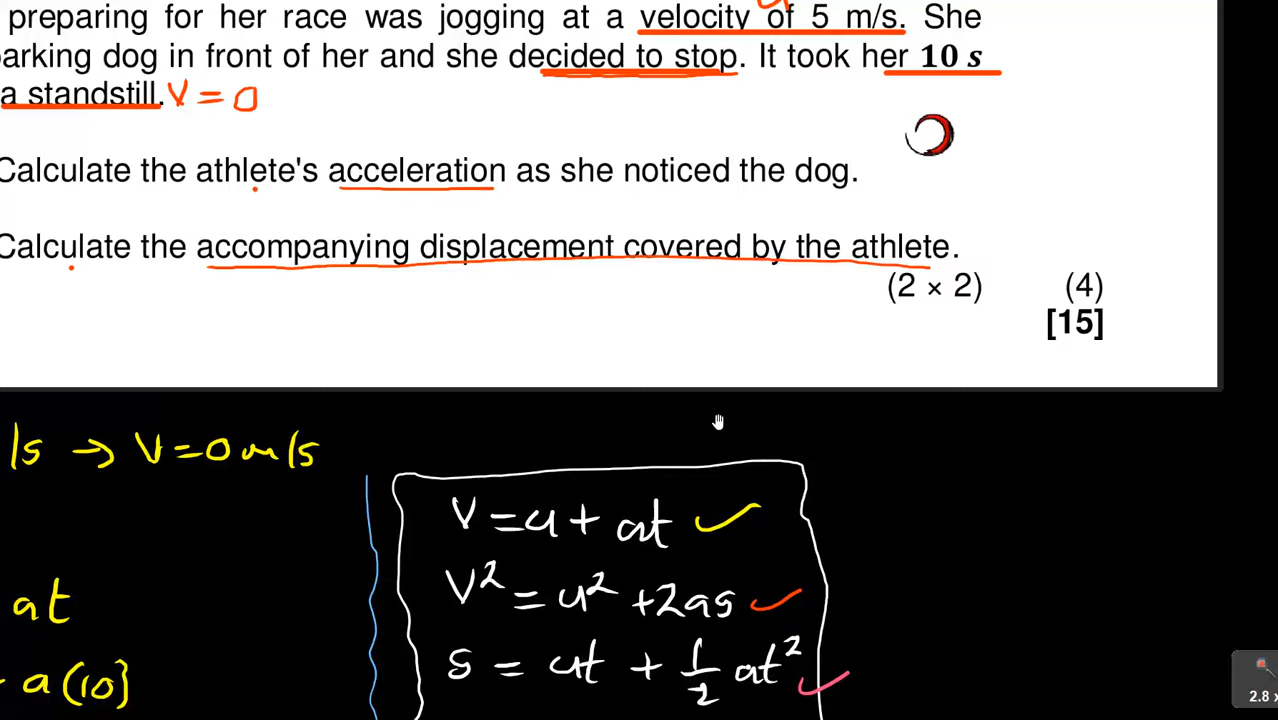 preparing for her race was jogging at a velocity of 5 m/s. She
arking dog in front of her and she decided to stop. It took her 10 s
a standstill. V = 0
Calculate the athlete's acceleration as she noticed the dog.
Calculate the accompanying displacement covered by the athlete.
(2 × 2) (4)
[15]
/s → V = 0 m/s
V = u + at
V² = u² + 2as
at
s = ut + 1/2 at²
a (10)
2.8 x